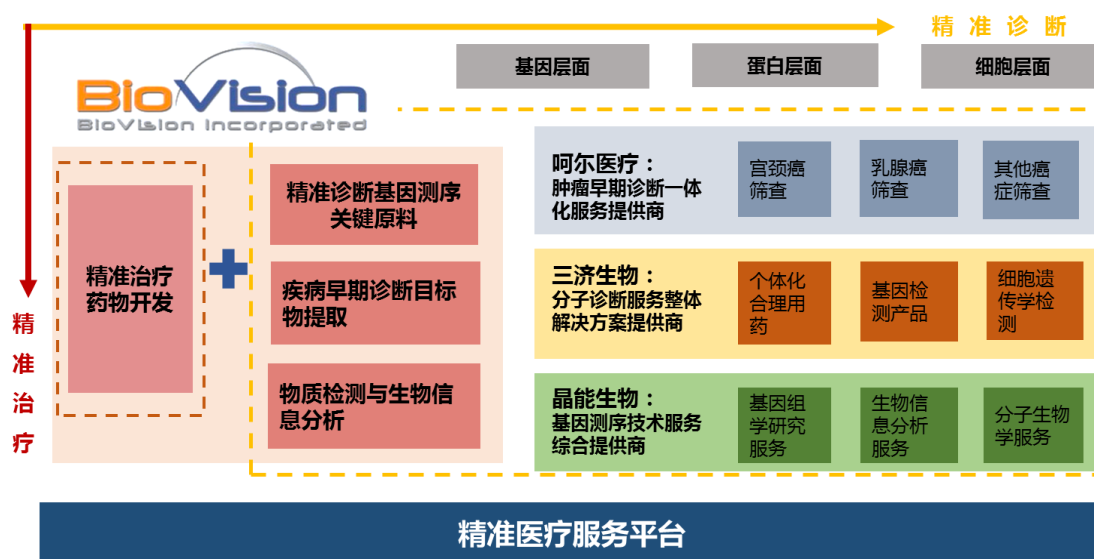 精准诊断
基因层面
蛋白层面
细胞层面
BioVision
BioVision Incorporated
精准治疗
精准治疗
药物开发
精准诊断基因测序
关键原料
疾病早期诊断目标
物提取
物质检测与生物信
息分析
呵尔医疗：
肿瘤早期诊断一体
化服务提供商
宫颈癌
筛查
乳腺癌
筛查
其他癌
症筛查
三济生物：
分子诊断服务整体
解决方案提供商
个体化
合理用
药
基因检
测产品
细胞遗
传学检
测
晶能生物：
基因测序技术服务
综合提供商
基因组
学研究
服务
生物信
息分析
服务
分子生物
学服务
精准医疗服务平台